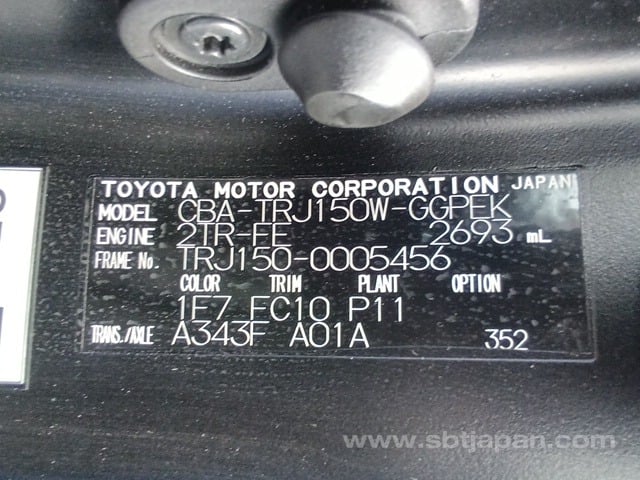 TOYOTA MOTOR CORPORATION JAPAN
MODEL CBA-TRJ150W-GGPEK
ENGINE 2TR-FE 2693 mL
FRAME No. TRJ150-0005456
COLOR TRIM PLANT OPTION
1F7 FC10 P11
TRANS./AXLE A343F A01A 352
www.sbtjapan.com